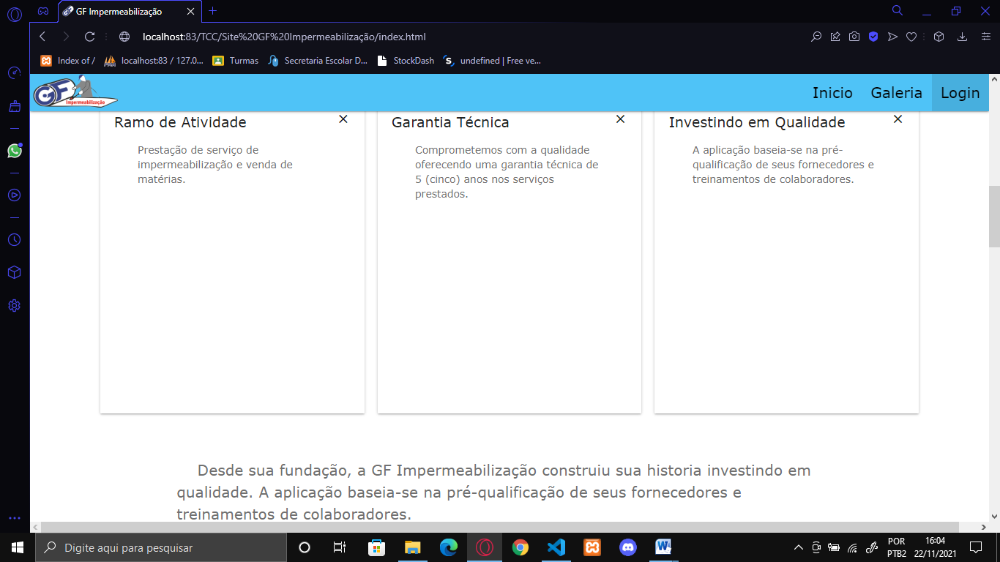 GF Impermeabilização
localhost:83/TCC/Site%20GF%20Impermeabilização/index.html
Index of /
localhost:83 / 127.0...
Turmas
Secretaria Escolar D...
StockDash
undefined | Free ve...
GF
Impermeabilização
Inicio
Galeria
Login
Ramo de Atividade
Prestação de serviço de
impermeabilização e venda de
matérias.
Garantia Técnica
Comprometemos com a qualidade
oferecendo uma garantia técnica de
5 (cinco) anos nos serviços
prestados.
Investindo em Qualidade
A aplicação baseia-se na pré-
qualificação de seus fornecedores e
treinamentos de colaboradores.
Desde sua fundação, a GF Impermeabilização construiu sua historia investindo em
qualidade. A aplicação baseia-se na pré-qualificação de seus fornecedores e
treinamentos de colaboradores.
Digite aqui para pesquisar
POR
PTB2
16:04
22/11/2021